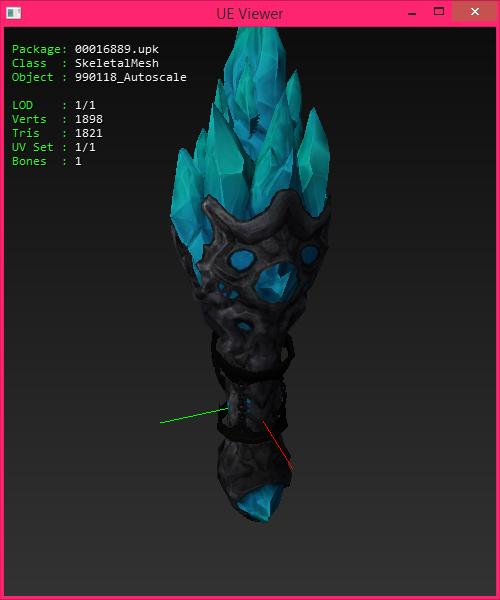 UE Viewer
Package: 00016889.upk
Class : SkeletalMesh
Object : 990118_Autoscale
LOD : 1/1
Verts : 1898
Tris : 1821
UV Set : 1/1
Bones : 1